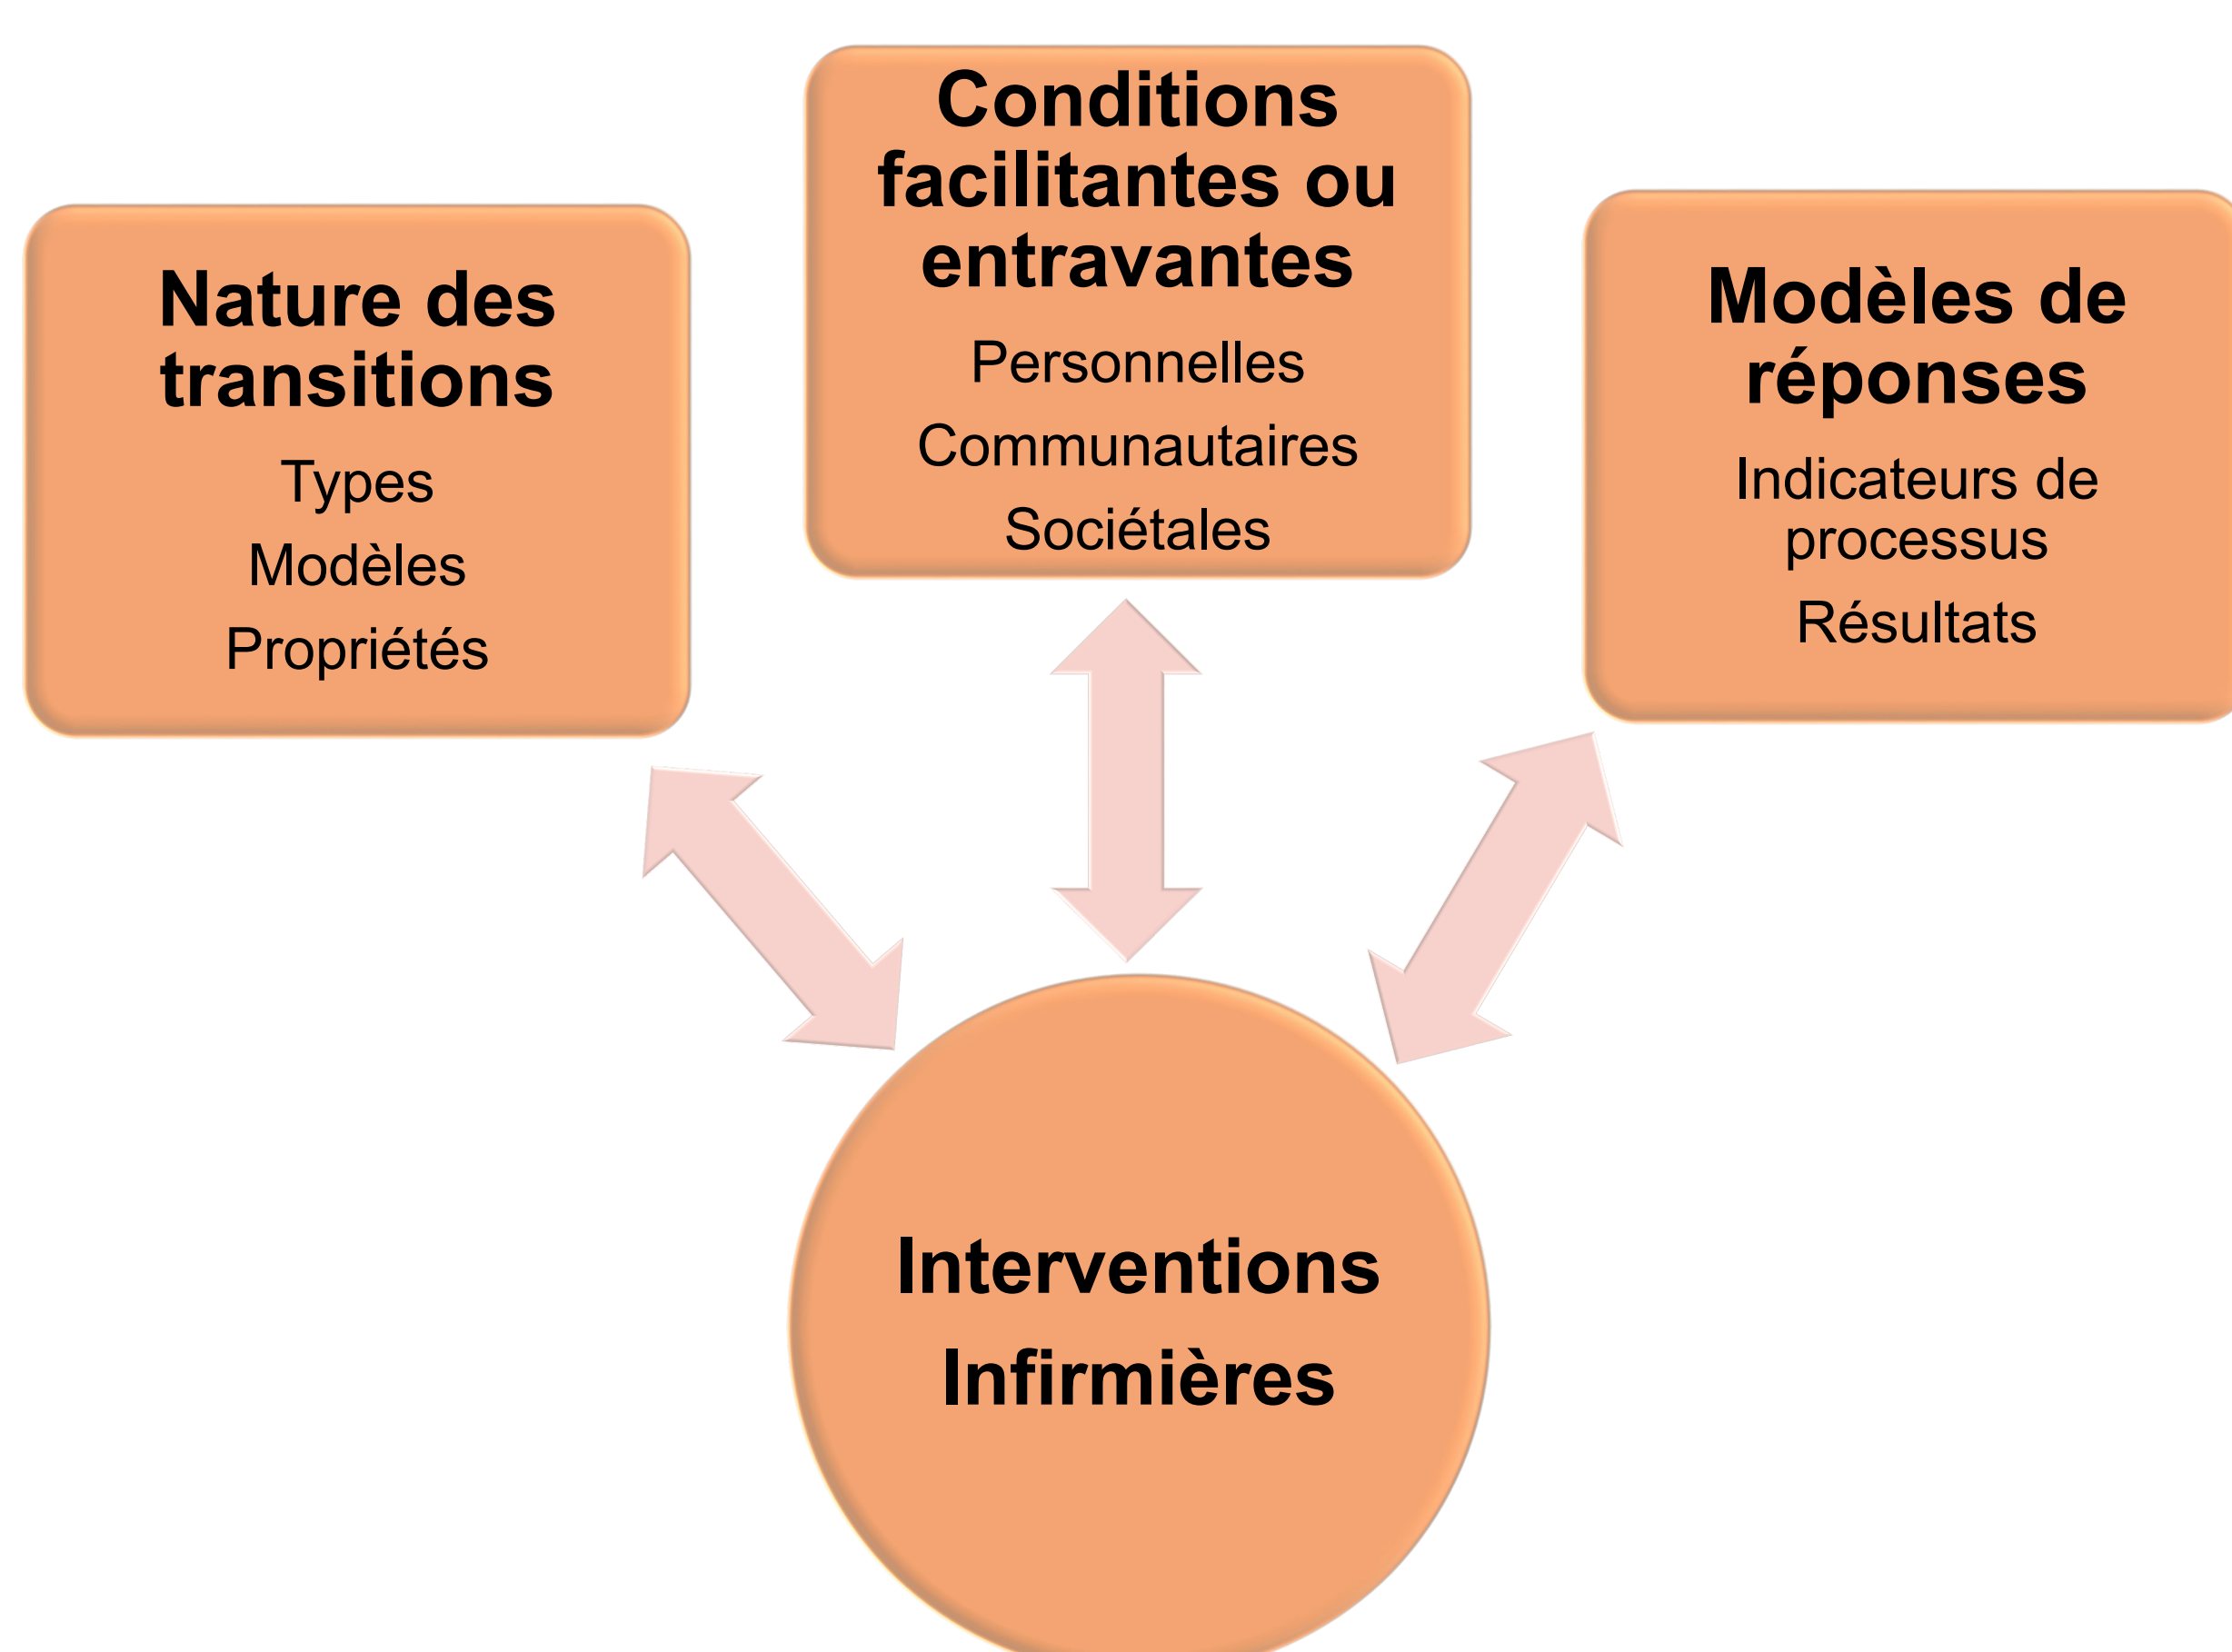 Nature des
transitions
Types
Modèles
Propriétés
Conditions
facilitantes ou
entravantes
Personnelles
Communautaires
Sociétales
Modèles de
réponses
Indicateurs de
processus
Résultats
Interventions
Infirmières